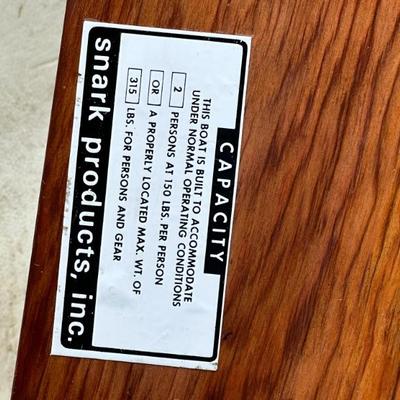 CAPACITY
THIS BOAT IS BUILT TO ACCOMMODATE
UNDER NORMAL OPERATING CONDITIONS
2 PERSONS AT 150 LBS. PER PERSON
OR A PROPERLY LOCATED MAX. WT. OF
315 LBS. FOR PERSONS AND GEAR
snark products, inc.